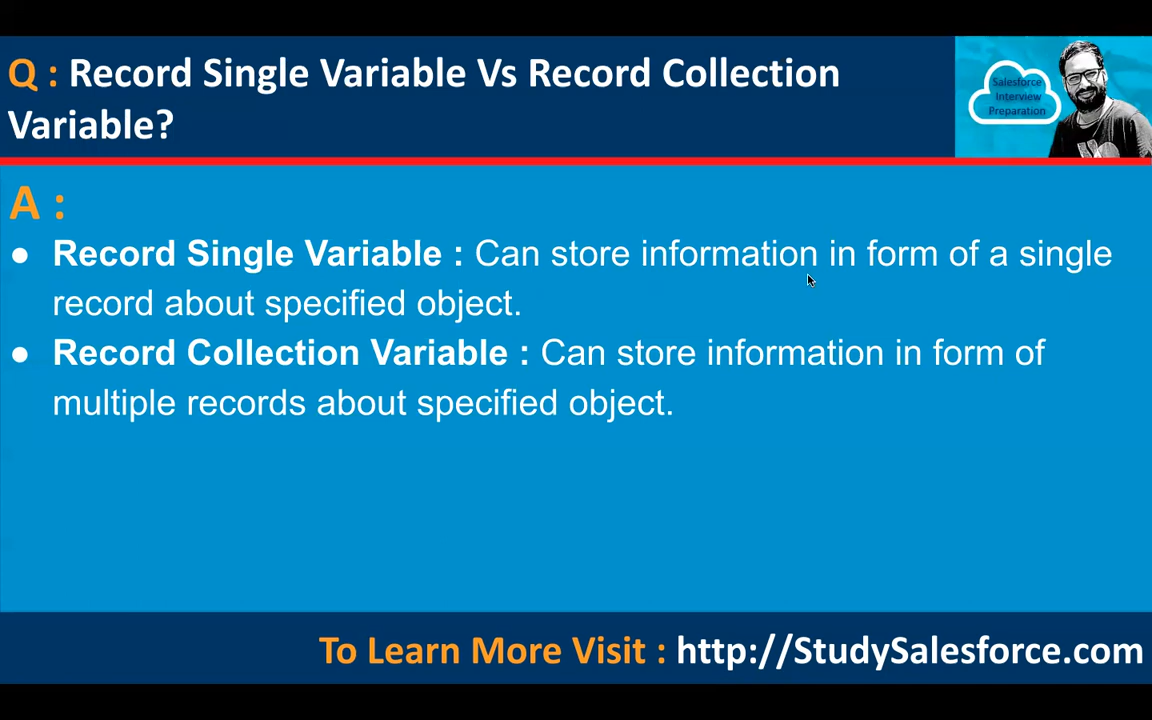 Q : Record Single Variable Vs Record Collection
Variable?
Salesforce
Interview
Preparation
A :
● Record Single Variable : Can store information in form of a single
record about specified object.
● Record Collection Variable : Can store information in form of
multiple records about specified object.
To Learn More Visit : http://StudySalesforce.com